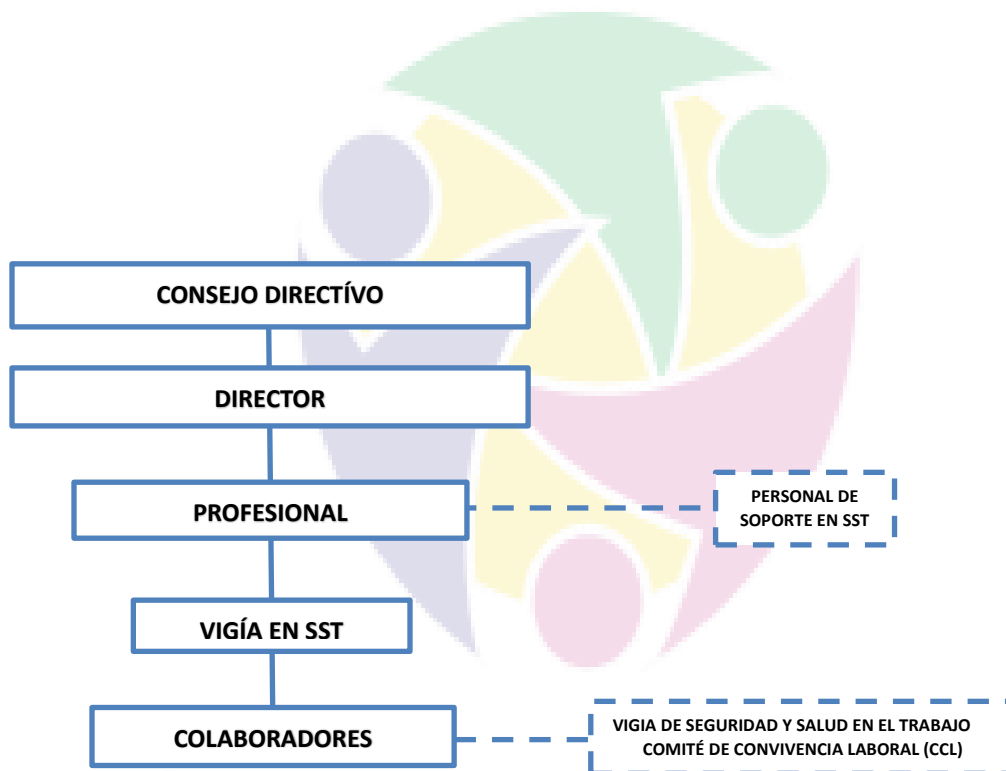 CONSEJO DIRECTÍVO
DIRECTOR
PROFESIONAL
PERSONAL DE
SOPORTE EN SST
VIGÍA EN SST
COLABORADORES
VIGIA DE SEGURIDAD Y SALUD EN EL TRABAJO
COMITÉ DE CONVIVENCIA LABORAL (CCL)